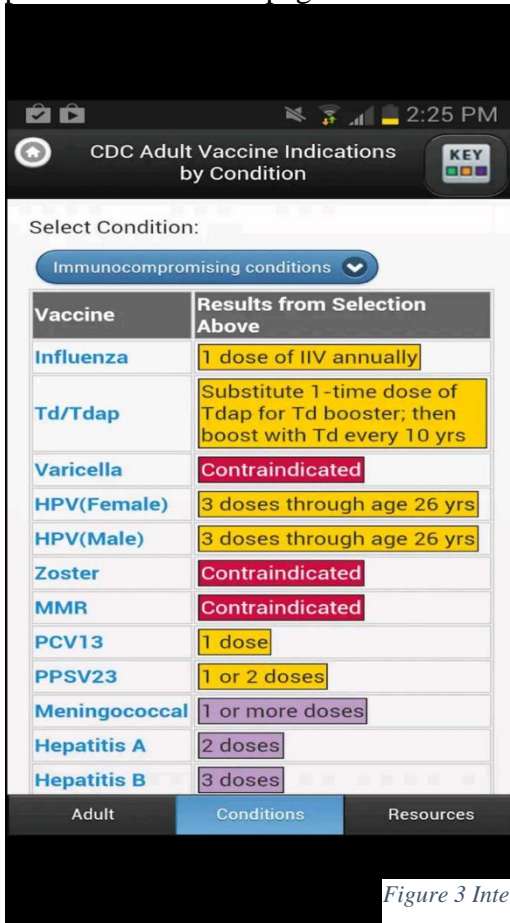 2:25 PM
CDC Adult Vaccine Indications
by Condition
KEY
Select Condition:
Immunocompromising conditions
Vaccine
Results from Selection
Above
Influenza
1 dose of IIV annually
Td/Tdap
Substitute 1-time dose of
Tdap for Td booster; then
boost with Td every 10 yrs
Varicella
Contraindicated
HPV(Female)
3 doses through age 26 yrs
HPV(Male)
3 doses through age 26 yrs
Zoster
Contraindicated
MMR
Contraindicated
PCV13
1 dose
PPSV23
1 or 2 doses
Meningococcal
1 or more doses
Hepatitis A
2 doses
Hepatitis B
3 doses
Adult
Conditions
Resources
Figure 3 Inte